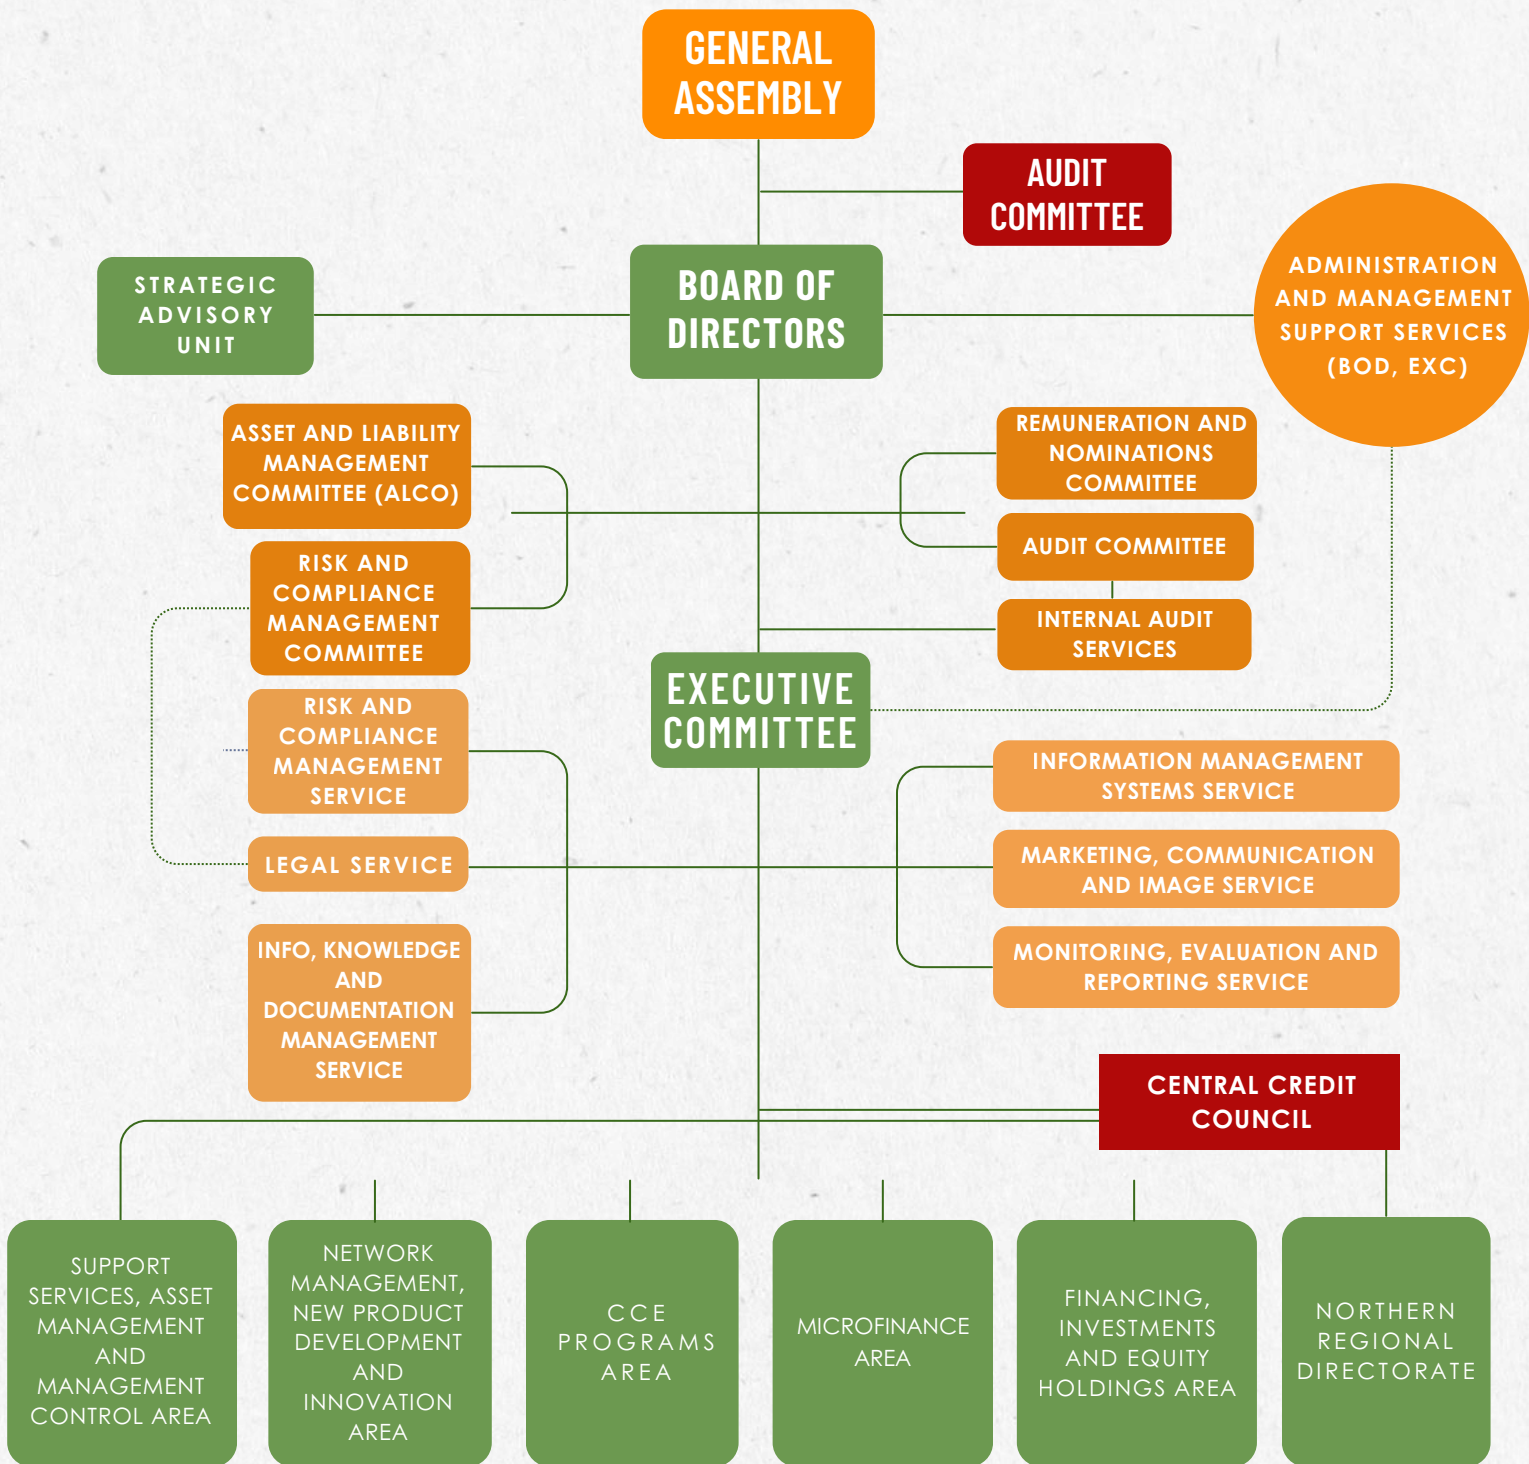 GENERAL
ASSEMBLY
AUDIT
COMMITTEE
STRATEGIC
ADVISORY
UNIT
BOARD OF
DIRECTORS
ADMINISTRATION
AND MANAGEMENT
SUPPORT SERVICES
(BOD, EXC)
ASSET AND LIABILITY
MANAGEMENT
COMMITTEE (ALCO)
REMUNERATION AND
NOMINATIONS
COMMITTEE
AUDIT COMMITTEE
RISK AND
COMPLIANCE
MANAGEMENT
COMMITTEE
INTERNAL AUDIT
SERVICES
EXECUTIVE
COMMITTEE
RISK AND
COMPLIANCE
MANAGEMENT
SERVICE
INFORMATION MANAGEMENT
SYSTEMS SERVICE
LEGAL SERVICE
MARKETING, COMMUNICATION
AND IMAGE SERVICE
INFO, KNOWLEDGE
AND
DOCUMENTATION
MANAGEMENT
SERVICE
MONITORING, EVALUATION AND
REPORTING SERVICE
CENTRAL CREDIT
COUNCIL
SUPPORT
SERVICES, ASSET
MANAGEMENT
AND
MANAGEMENT
CONTROL AREA
NETWORK
MANAGEMENT,
NEW PRODUCT
DEVELOPMENT
AND
INNOVATION
AREA
CCE
PROGRAMS
AREA
MICROFINANCE
AREA
FINANCING,
INVESTMENTS
AND EQUITY
HOLDINGS AREA
NORTHERN
REGIONAL
DIRECTORATE